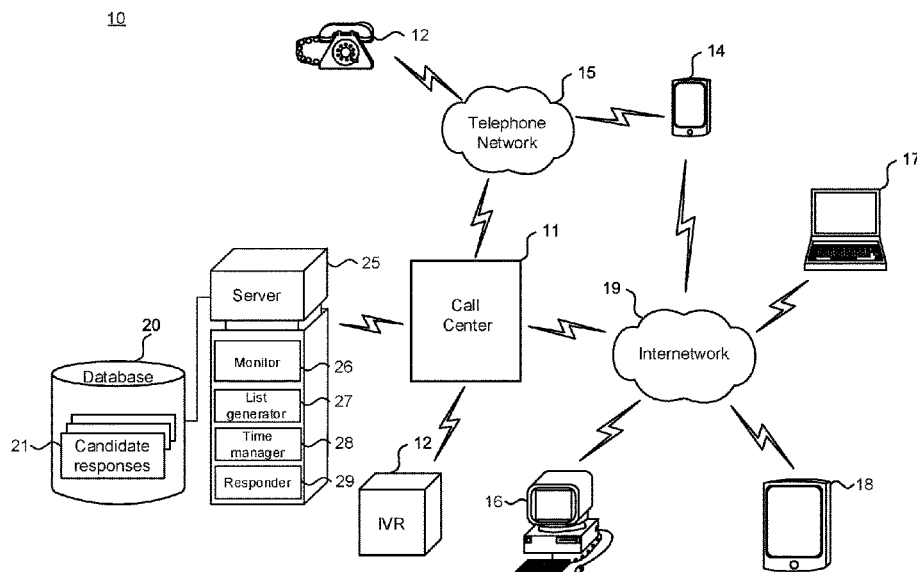 10
12
14
15
Telephone
Network
17
11
25
Server
Call
Center
19
Internetwork
20
Database
Monitor
26
List
generator
27
21
Candidate
responses
Time
manager
28
Responder
29
12
IVR
16
18